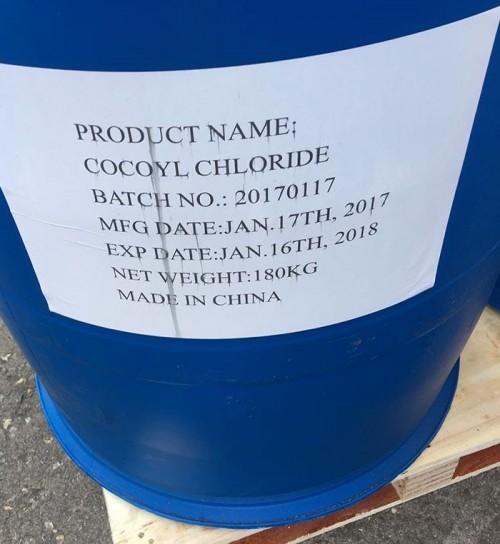 PRODUCT NAME;
COCOYL CHLORIDE
BATCH NO.: 20170117
MFG DATE:JAN.17TH, 2017
EXP DATE:JAN.16TH, 2018
NET WEIGHT:180KG
MADE IN CHINA